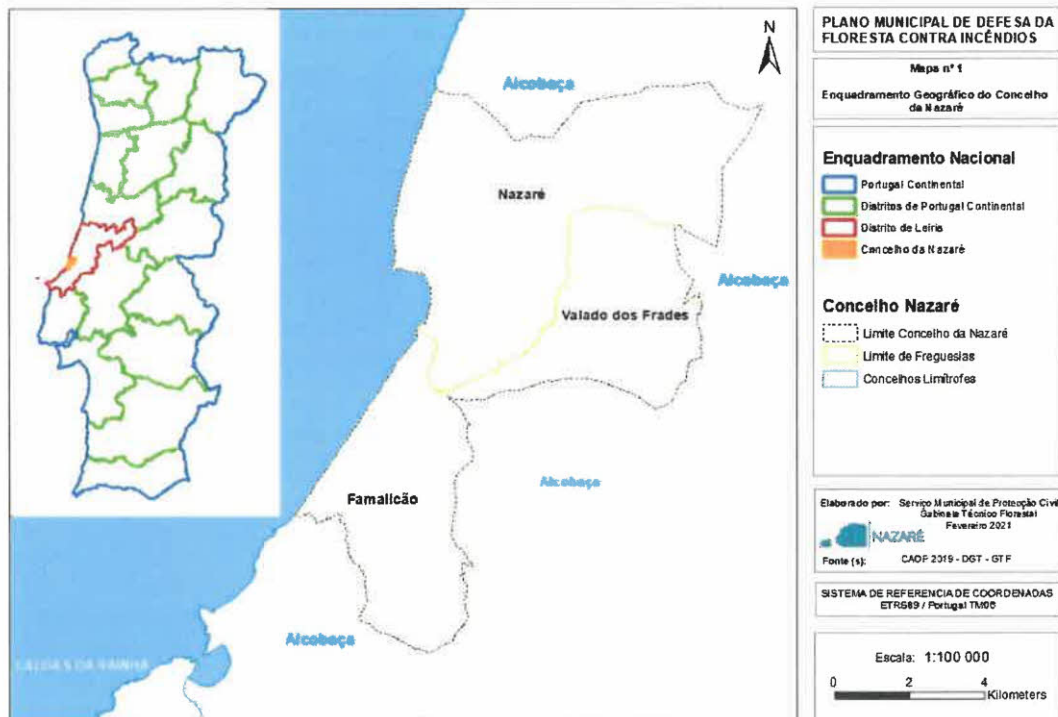 PLANO MUNICIPAL DE DEFESA DA
FLORESTA CONTRA INCÊNDIOS
Mapa nº 1
Enquadramento Geográfico do Concelho
da Nazaré
Enquadramento Nacional
Portugal Continental
Distritos de Portugal Continental
Distrito de Leiria
Concelho da Nazaré
Concelho Nazaré
Limite Concelho da Nazaré
Limite de Freguesias
Concelhos Limítrofes
Elaborado por: Serviço Municipal de Protecção Civil
Gabinete Técnico Florestal
Fevereiro 2021
NAZARÉ
Fonte (s): CAOP 2019 - DGT - GTF
SISTEMA DE REFERENCIA DE COORDENADAS
ETRS89 / Portugal TM06
Escala: 1:100 000
0 2 4
Kilometers
N
Alcobaça
Nazaré
Alcobaça
Valado dos Frades
Alcobaça
Famalicão
Alcobaça
CALDAS DA RAINHA